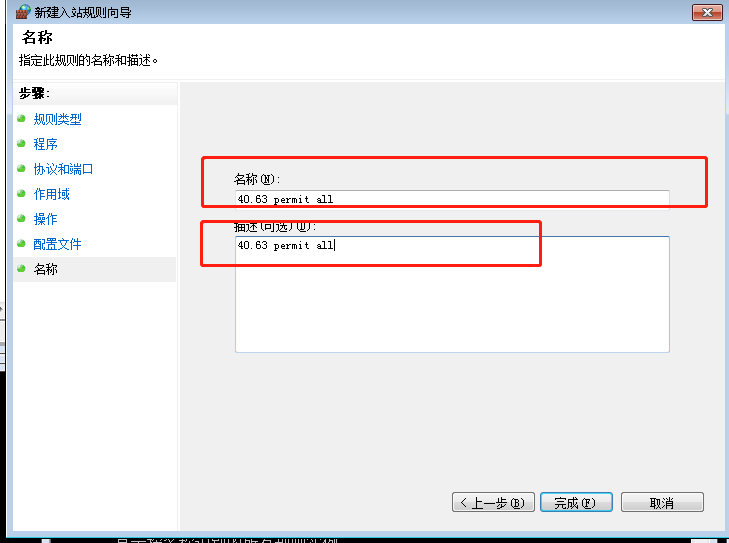 新建入站规则向导
名称
指定此规则的名称和描述。
步骤:
规则类型
程序
协议和端口
作用域
操作
配置文件
名称
名称(N):
40.63 permit all
描述(可选)(D):
40.63 permit all
< 上一步(B)
完成(F)
取消